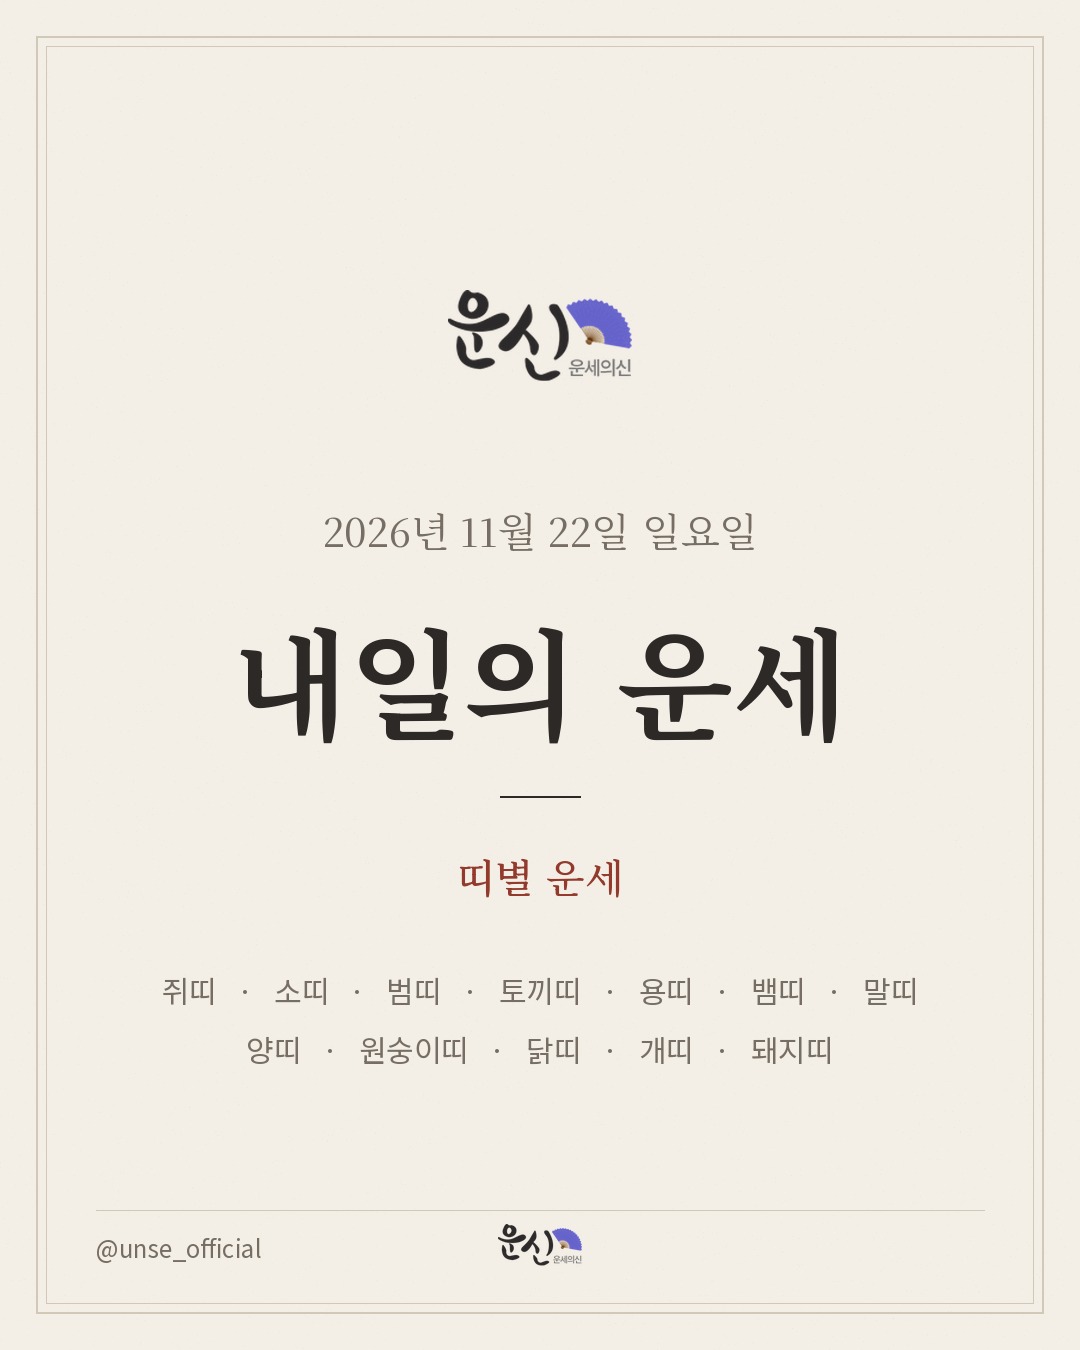 운신
운세의신
2026년 11월 22일 일요일
내일의 운세
띠별 운세
쥐띠 · 소띠 · 범띠 · 토끼띠 · 용띠 · 뱀띠 · 말띠
양띠 · 원숭이띠 · 닭띠 · 개띠 · 돼지띠
@unse_official
운신
운세의신